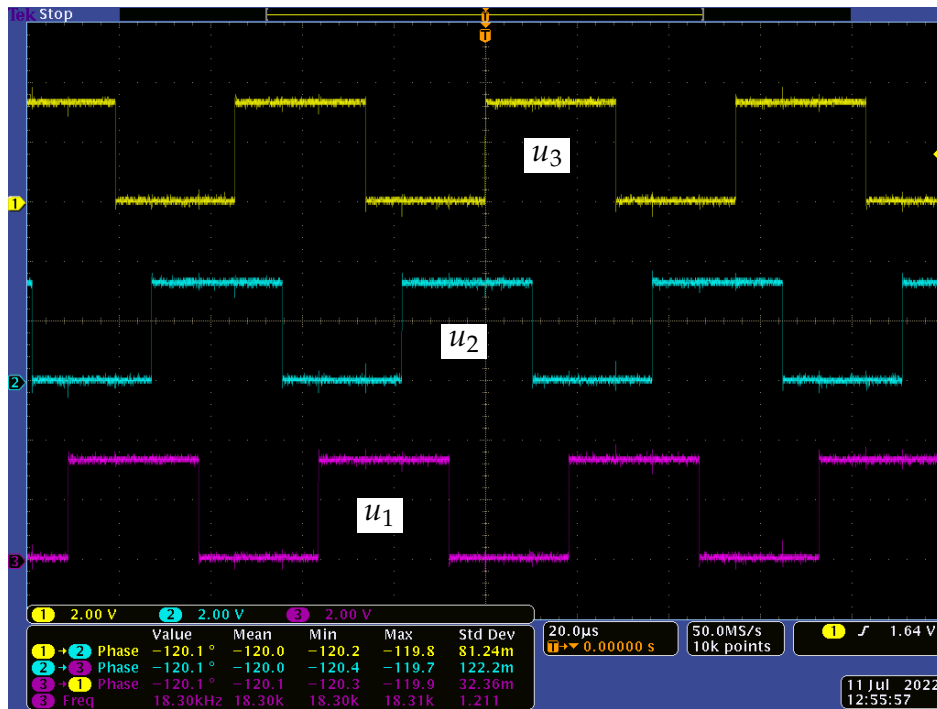 Tek Stop
T
T
1
u3
2
u2
3
u1
1 2.00 V 2 2.00 V 3 2.00 V
Value Mean Min Max Std Dev
1 → 2 Phase −120.1 ° −120.0 −120.2 −119.8 81.24m
2 → 3 Phase −120.1 ° −120.0 −120.4 −119.7 122.2m
3 → 1 Phase −120.1 ° −120.1 −120.3 −119.9 32.36m
3 Freq 18.30kHz 18.30k 18.30k 18.31k 1.211
20.0µs
T→▼ 0.00000 s
50.0MS/s
10k points
1 ƒ 1.64 V
11 Jul 2022
12:55:57